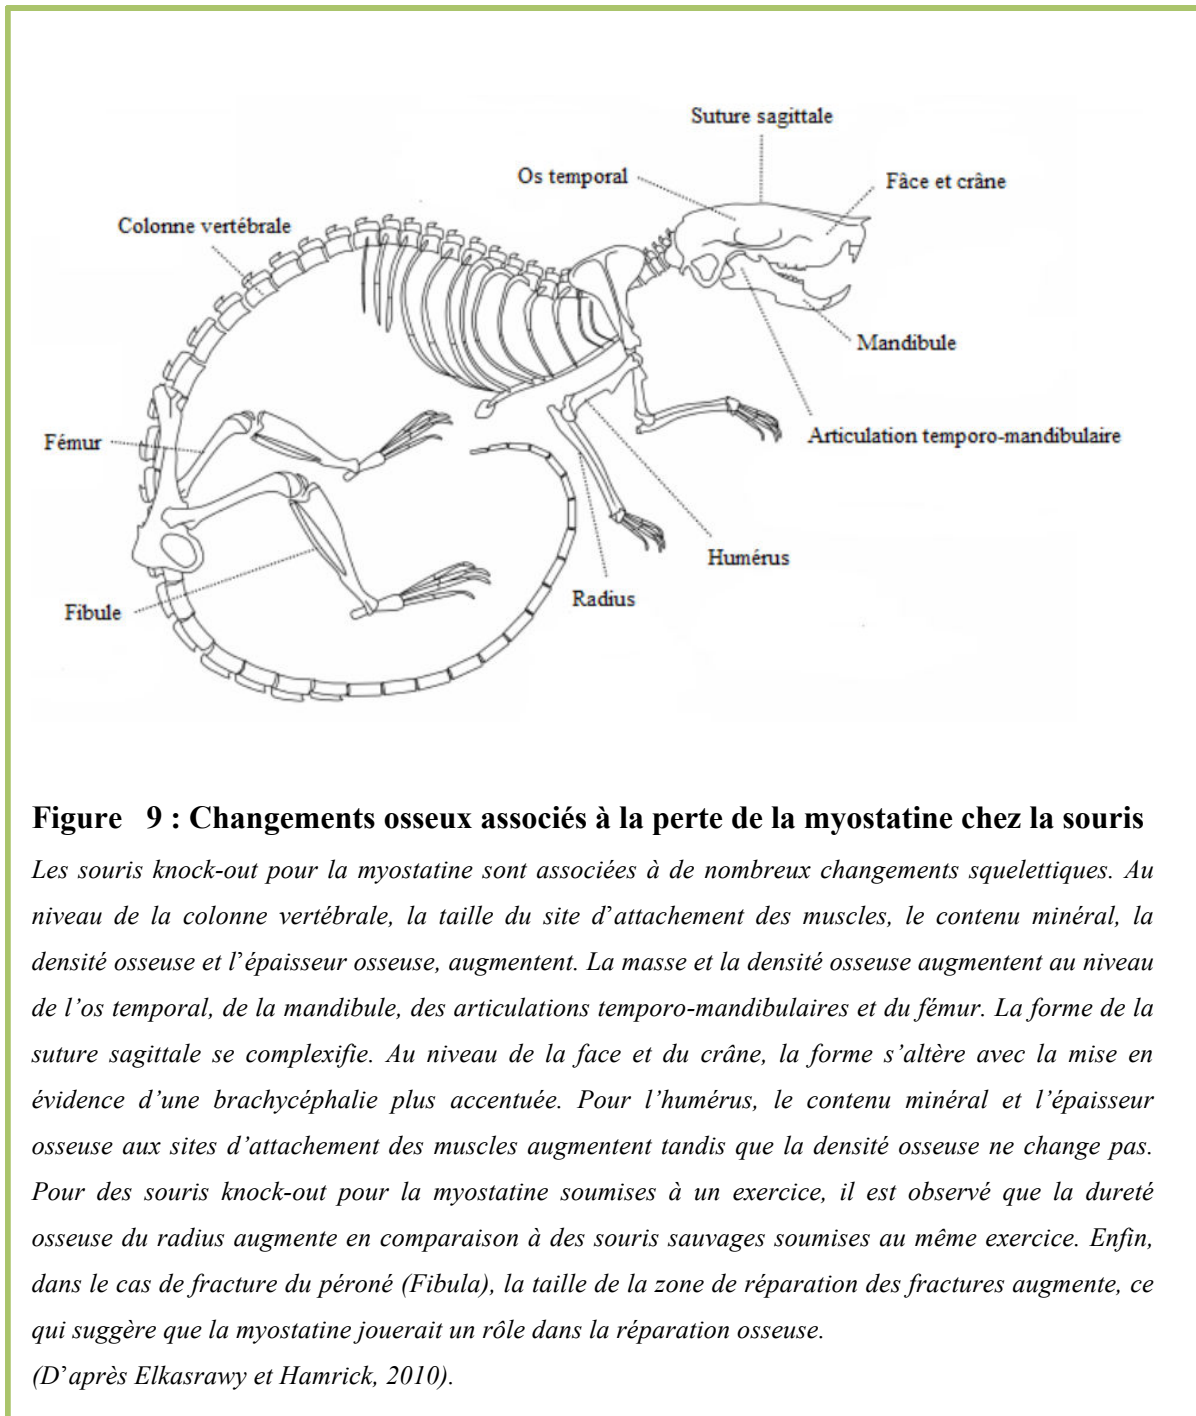 Suture sagittale
Os temporal
Fâce et crâne
Colonne vertébrale
Mandibule
Fémur
Articulation temporo-mandibulaire
Humérus
Radius
Fibule
Figure 9 : Changements osseux associés à la perte de la myostatine chez la souris
Les souris knock-out pour la myostatine sont associées à de nombreux changements squelettiques. Au
niveau de la colonne vertébrale, la taille du site d'attachement des muscles, le contenu minéral, la
densité osseuse et l'épaisseur osseuse, augmentent. La masse et la densité osseuse augmentent au niveau
de l'os temporal, de la mandibule, des articulations temporo-mandibulaires et du fémur. La forme de la
suture sagittale se complexifie. Au niveau de la face et du crâne, la forme s'altère avec la mise en
évidence d'une brachycéphalie plus accentuée. Pour l'humérus, le contenu minéral et l'épaisseur
osseuse aux sites d'attachement des muscles augmentent tandis que la densité osseuse ne change pas.
Pour des souris knock-out pour la myostatine soumises à un exercice, il est observé que la dureté
osseuse du radius augmente en comparaison à des souris sauvages soumises au même exercice. Enfin,
dans le cas de fracture du péroné (Fibula), la taille de la zone de réparation des fractures augmente, ce
qui suggère que la myostatine jouerait un rôle dans la réparation osseuse.
(D'après Elkasrawy et Hamrick, 2010).